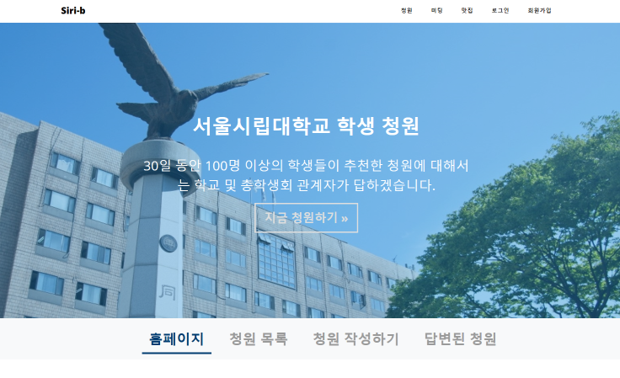 Siri-b
청원 미팅 맛집 로그인 회원가입
서울시립대학교 학생 청원
30일 동안 100명 이상의 학생들이 추천한 청원에 대해서
는 학교 및 총학생회 관계자가 답하겠습니다.
지금 청원하기 »
홈페이지 청원 목록 청원 작성하기 답변된 청원